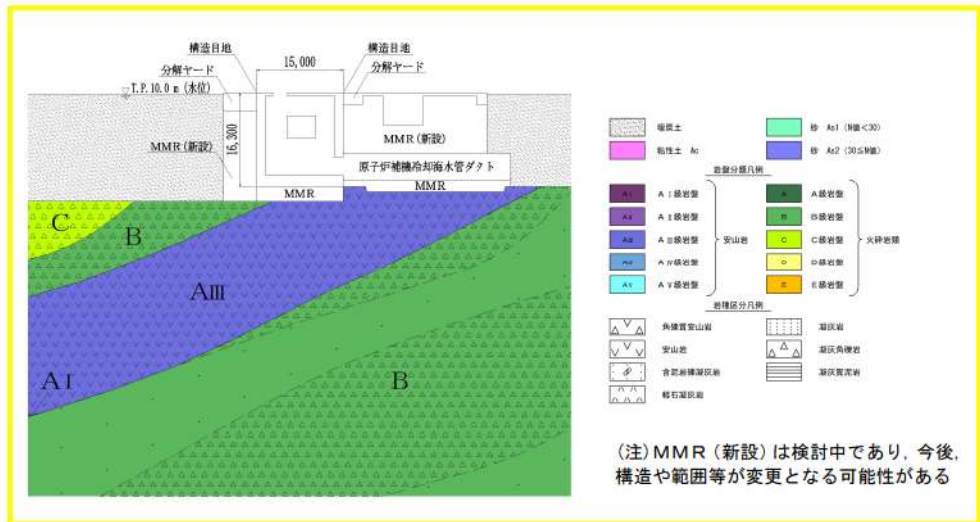 構造目地
分解ヤード
T.P.10.0 m (水位)
15,000
構造目地
分解ヤード
16,300
MMR(新設)
MMR(新設)
原子炉補機冷却海水管ダクト
MMR
MMR
C
B
AⅢ
AⅠ
B
埋戻土
砂 As1 (N値<30)
粘性土 Ac
砂 As2 (30≦N値)
岩盤分類凡例
AⅠ級岩盤
A級岩盤
AⅡ級岩盤
B級岩盤
AⅢ級岩盤
安山岩
C級岩盤
火砕岩類
AⅣ級岩盤
D級岩盤
AⅤ級岩盤
E級岩盤
岩種区分凡例
角礫質安山岩
凝灰岩
安山岩
凝灰角礫岩
含泥岩礫凝灰岩
凝灰質泥岩
軽石凝灰岩
(注)MMR(新設)は検討中であり,今後,
構造や範囲等が変更となる可能性がある